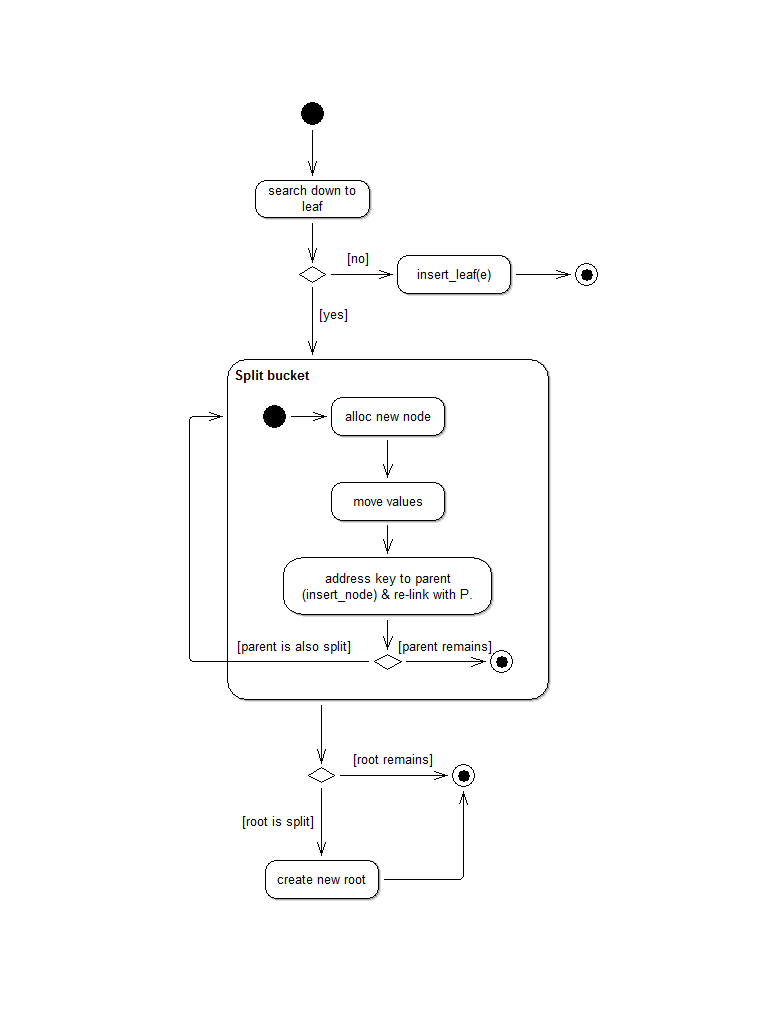 search down to
leaf
[no]
insert_leaf(e)
[yes]
Split bucket
alloc new node
move values
address key to parent
(insert_node) & re-link with P.
[parent is also split]
[parent remains]
[root remains]
[root is split]
create new root